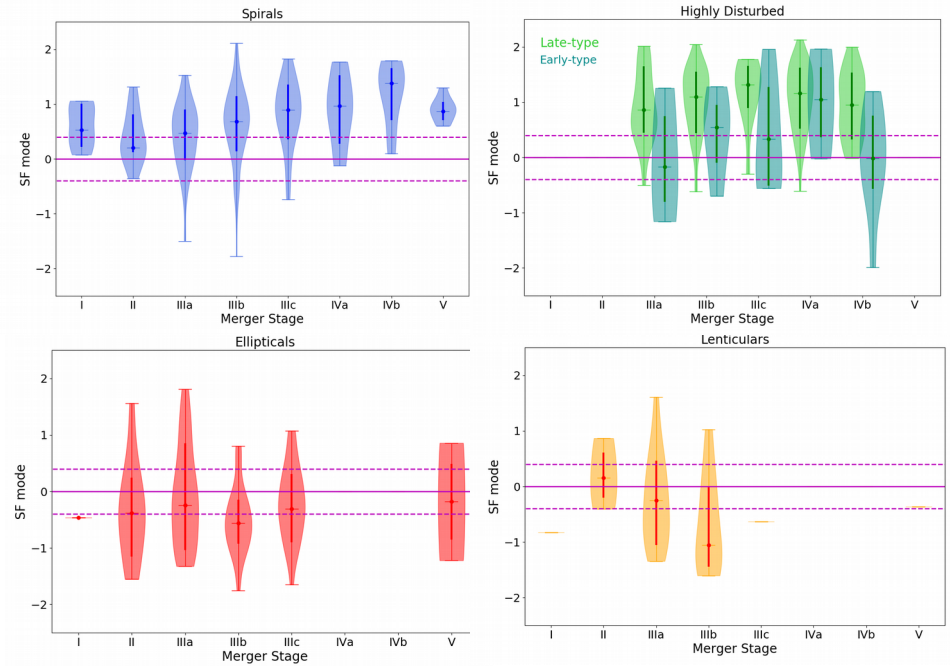 Spirals
2
1
0
−1
−2
SF mode
I II IIIa IIIb IIIc IVa IVb V
Merger Stage
Highly Disturbed
Late-type
Early-type
2
1
0
−1
−2
SF mode
I II IIIa IIIb IIIc IVa IVb V
Merger Stage
Ellipticals
2
1
0
−1
−2
SF mode
I II IIIa IIIb IIIc IVa IVb V
Merger Stage
Lenticulars
2
1
0
−1
−2
SF mode
I II IIIa IIIb IIIc IVa IVb V
Merger Stage